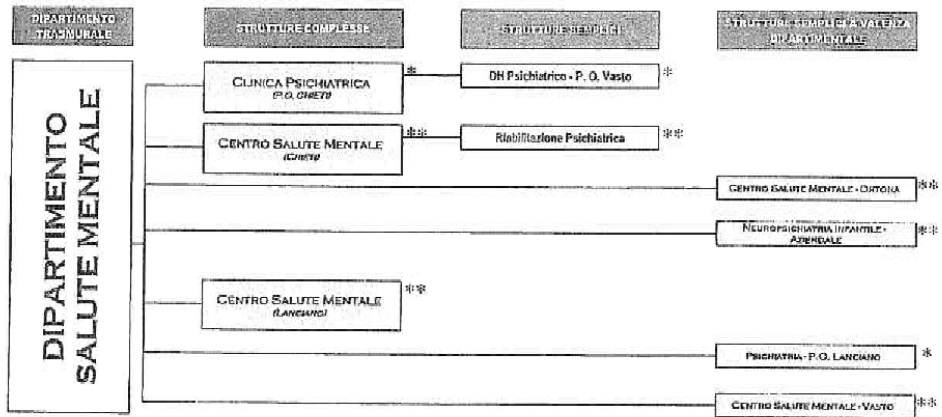 DIPARTIMENTO
TRASMURALE
STRUTTURE COMPLESSE
STRUTTURE SEMPLICI
STRUTTURE SEMPLICI A VALENZA
DIPARTIMENTALE
DIPARTIMENTO
SALUTE MENTALE
CLINICA PSICHIATRICA
(P.O. CHIETI)
*
DH Psichiatrico - P. O. Vasto
*
CENTRO SALUTE MENTALE
(CHIETI)
**
Riabilitazione Psichiatrica
**
CENTRO SALUTE MENTALE - ORTONA
**
NEUROPSICHIATRIA INFANTILE -
AZIENDALE
**
CENTRO SALUTE MENTALE
(LANCIANO)
**
PSICHIATRIA - P.O. LANCIANO
*
CENTRO SALUTE MENTALE - VASTO
**